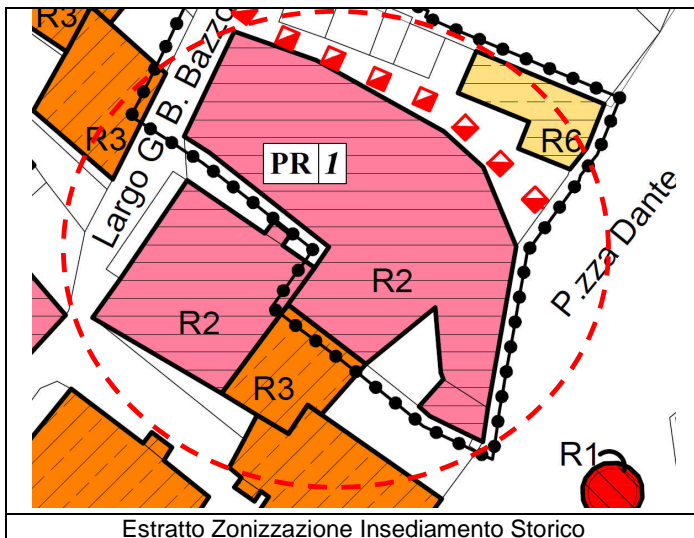 R3
Largo G. B. Bazzo
R3
R6
PR 1
P.zza Dante
R2
R2
R3
R1
Estratto Zonizzazione Insediamento Storico